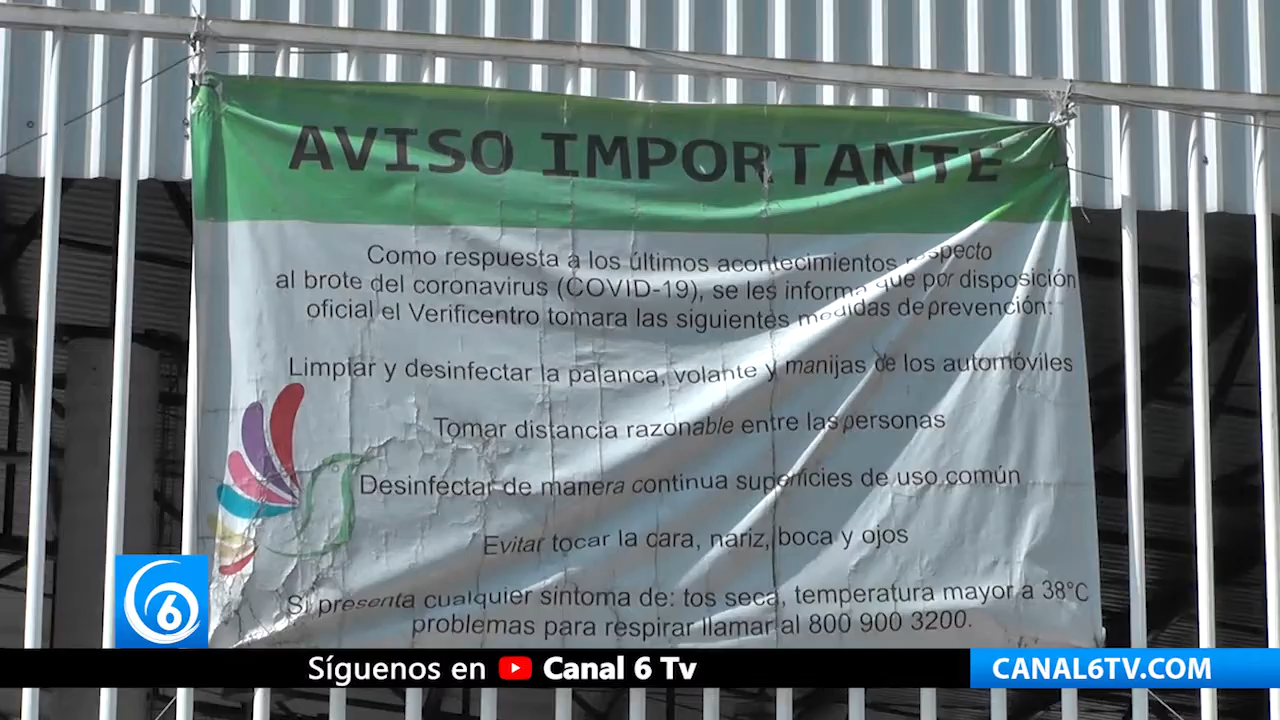 AVISO IMPORTANTE
Como respuesta a los últimos acontecimientos respecto
al brote del coronavirus (COVID-19), se les informa que por disposición
oficial el Verificentro tomara las siguientes medidas de prevención:
Limpiar y desinfectar la palanca, volante y manijas de los automóviles
Tomar distancia razonable entre las personas
Desinfectar de manera continua superficies de uso común
Evitar tocar la cara, nariz, boca y ojos
Si presenta cualquier sintoma de: tos seca, temperatura mayor a 38°C
problemas para respirar llamar al 800 900 3200.
6
Síguenos en Canal 6 Tv
CANAL6TV.COM